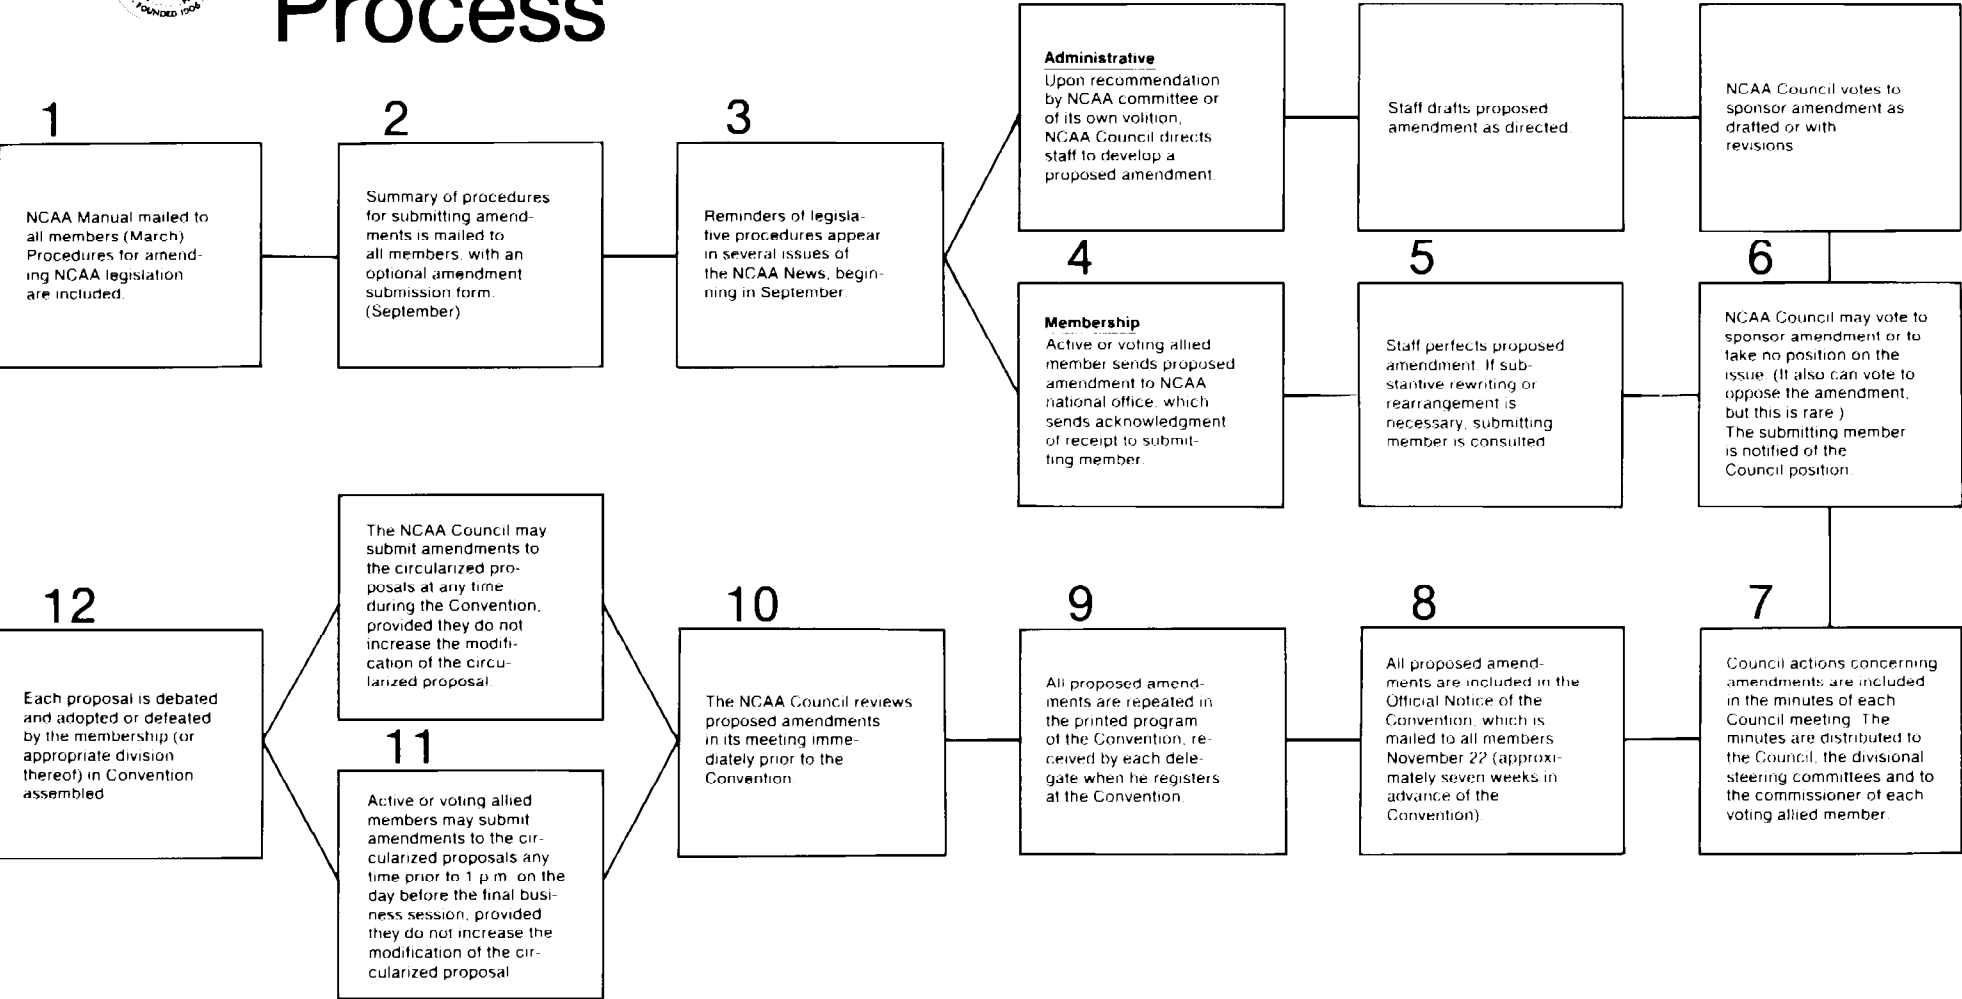 FOUNDED 1906
Process
1
NCAA Manual mailed to
all members (March)
Procedures for amend-
ing NCAA legislation
are included.
2
Summary of procedures
for submitting amend-
ments is mailed to
all members, with an
optional amendment
submission form.
(September)
3
Reminders of legisla-
tive procedures appear
in several issues of
the NCAA News, begin-
ning in September.
Administrative
Upon recommendation
by NCAA committee or
of its own volition,
NCAA Council directs
staff to develop a
proposed amendment.
Staff drafts proposed
amendment as directed.
NCAA Council votes to
sponsor amendment as
drafted or with
revisions
4
Membership
Active or voting allied
member sends proposed
amendment to NCAA
national office, which
sends acknowledgment
of receipt to submit-
ting member.
5
Staff perfects proposed
amendment. If sub-
stantive rewriting or
rearrangement is
necessary, submitting
member is consulted
6
NCAA Council may vote to
sponsor amendment or to
take no position on the
issue. (It also can vote to
oppose the amendment,
but this is rare.)
The submitting member
is notified of the
Council position.
7
Council actions concerning
amendments are included
in the minutes of each
Council meeting. The
minutes are distributed to
the Council, the divisional
steering committees and to
the commissioner of each
voting allied member.
8
All proposed amend-
ments are included in the
Official Notice of the
Convention, which is
mailed to all members
November 22 (approxi-
mately seven weeks in
advance of the
Convention).
9
All proposed amend-
ments are repeated in
the printed program
of the Convention, re-
ceived by each dele-
gate when he registers
at the Convention.
10
The NCAA Council reviews
proposed amendments
in its meeting imme-
diately prior to the
Convention.
The NCAA Council may
submit amendments to
the circularized pro-
posals at any time
during the Convention,
provided they do not
increase the modifi-
cation of the circu-
larized proposal.
11
Active or voting allied
members may submit
amendments to the cir-
cularized proposals any
time prior to 1 p.m. on the
day before the final busi-
ness session, provided
they do not increase the
modification of the cir-
cularized proposal
12
Each proposal is debated
and adopted or defeated
by the membership (or
appropriate division
thereof) in Convention
assembled